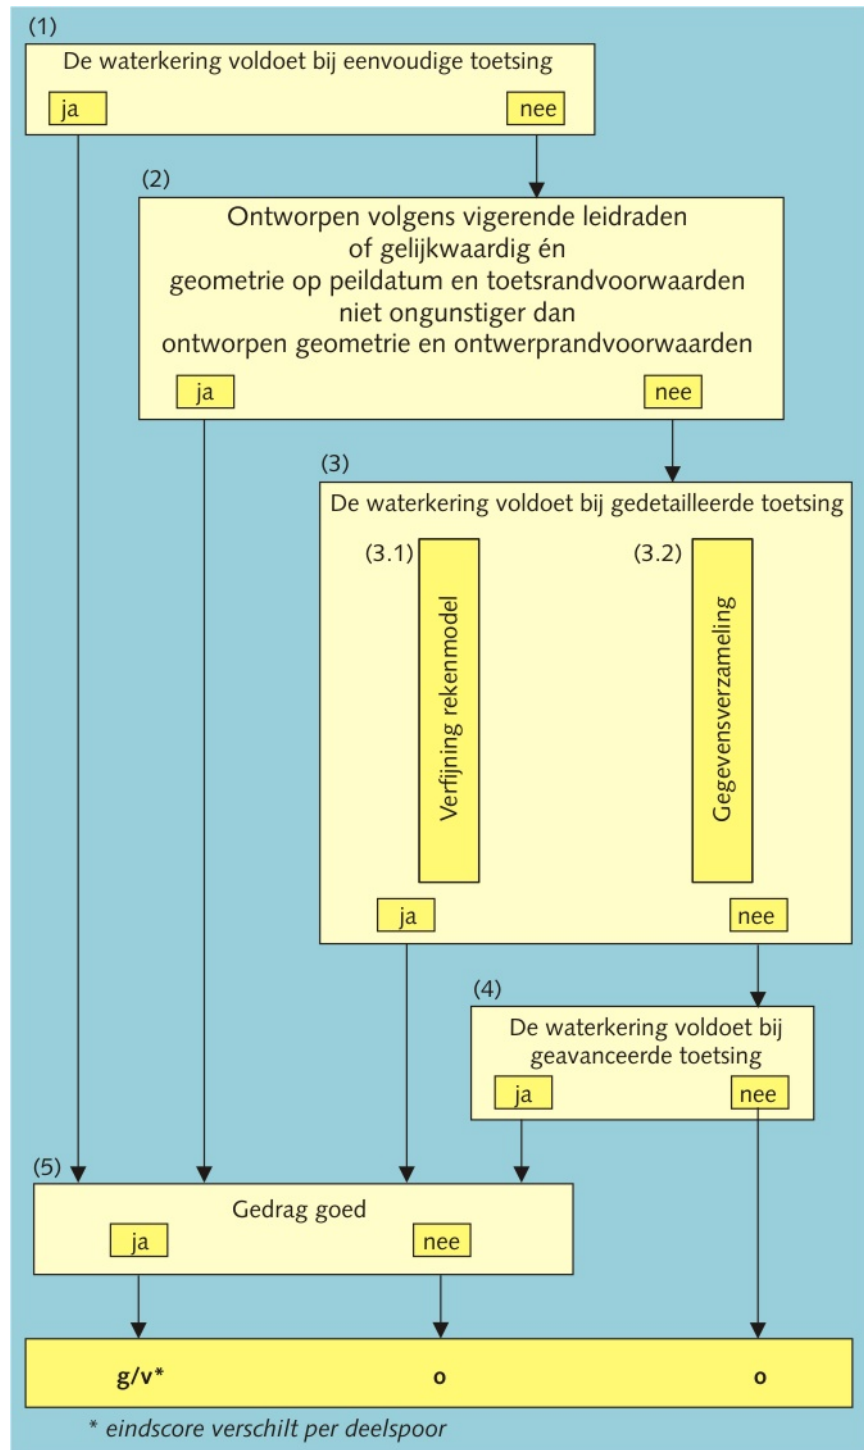 (1)
De waterkering voldoet bij eenvoudige toetsing
ja nee
(2)
Ontworpen volgens vigerende leidraden
of gelijkwaardig én
geometrie op peildatum en toetsrandvoorwaarden
niet ongunstiger dan
ontworpen geometrie en ontwerprandvoorwaarden
ja nee
(3)
De waterkering voldoet bij gedetailleerde toetsing
(3.1) (3.2)
Verfijning rekenmodel
Gegevensverzameling
ja nee
(4)
De waterkering voldoet bij
geavanceerde toetsing
ja nee
(5)
Gedrag goed
ja nee
g/v* o o
* eindscore verschilt per deelspoor